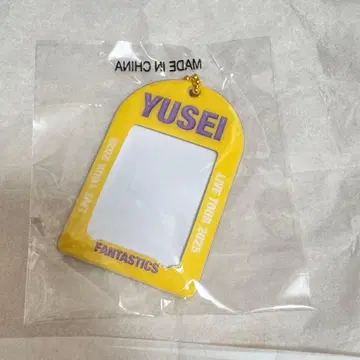 MADE IN CHINA
YUSEI
LIVE TOUR 2025
LIVE TOUR 2025
FANTASTICS